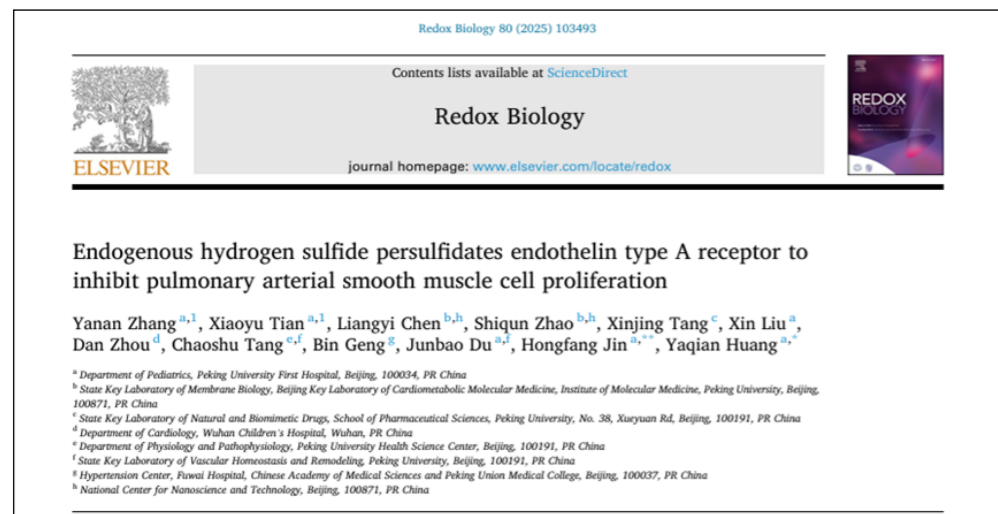 Redox Biology 80 (2025) 103493
Contents lists available at ScienceDirect
Redox Biology
journal homepage: www.elsevier.com/locate/redox
ELSEVIER
REDOX
BIOLOGY
Endogenous hydrogen sulfide persulfidates endothelin type A receptor to
inhibit pulmonary arterial smooth muscle cell proliferation
Yanan Zhang a,1, Xiaoyu Tian a,1, Liangyi Chen b,h, Shiqun Zhao b,h, Xinjing Tang c, Xin Liu a,
Dan Zhou d, Chaoshu Tang e,f, Bin Geng g, Junbao Du a,f, Hongfang Jin a,**, Yaqian Huang a,*
a Department of Pediatrics, Peking University First Hospital, Beijing, 100034, PR China
b State Key Laboratory of Membrane Biology, Beijing Key Laboratory of Cardiometabolic Molecular Medicine, Institute of Molecular Medicine, Peking University, Beijing,
100871, PR China
c State Key Laboratory of Natural and Biomimetic Drugs, School of Pharmaceutical Sciences, Peking University, No. 38, Xueyuan Rd, Beijing, 100191, PR China
d Department of Cardiology, Wuhan Children's Hospital, Wuhan, PR China
e Department of Physiology and Pathophysiology, Peking University Health Science Center, Beijing, 100191, PR China
f State Key Laboratory of Vascular Homeostasis and Remodeling, Peking University, Beijing, 100191, PR China
g Hypertension Center, Fuwai Hospital, Chinese Academy of Medical Sciences and Peking Union Medical College, Beijing, 100037, PR China
h National Center for Nanoscience and Technology, Beijing, 100871, PR China